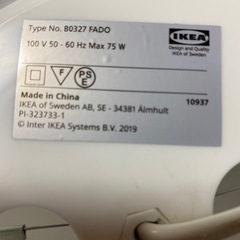 Type No. B0327 FADO
100 V 50 - 60 Hz Max 75 W
IKEA
Design and Quality
IKEA of Sweden
F
PS
E
Made in China
10937
IKEA of Sweden AB, SE - 34381 Älmhult
PI-323733-1
© Inter IKEA Systems B.V. 2019